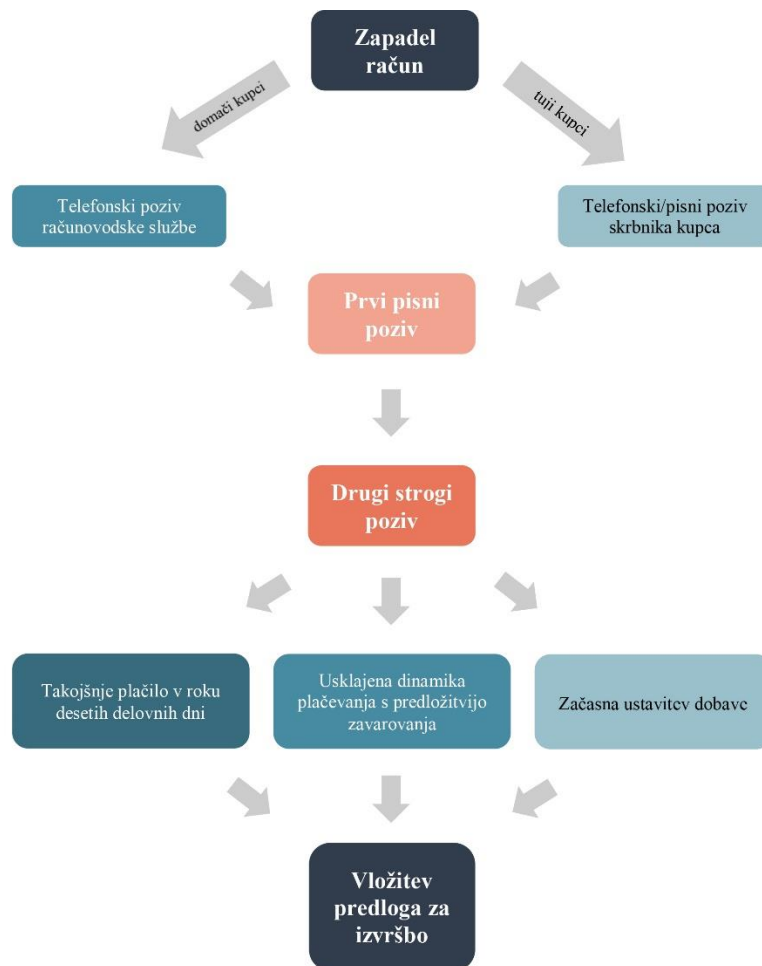 Zapadel
račun
domači kupci
tuji kupci
Telefonski poziv
računovodske službe
Telefonski/pisni poziv
skrbnika kupca
Prvi pisni
poziv
Drugi strogi
poziv
Takojšnje plačilo v roku
desetih delovnih dni
Usklajena dinamika
plačevanja s predložitvijo
zavarovanja
Začasna ustavitev dobave
Vložitev
predloga za
izvršbo